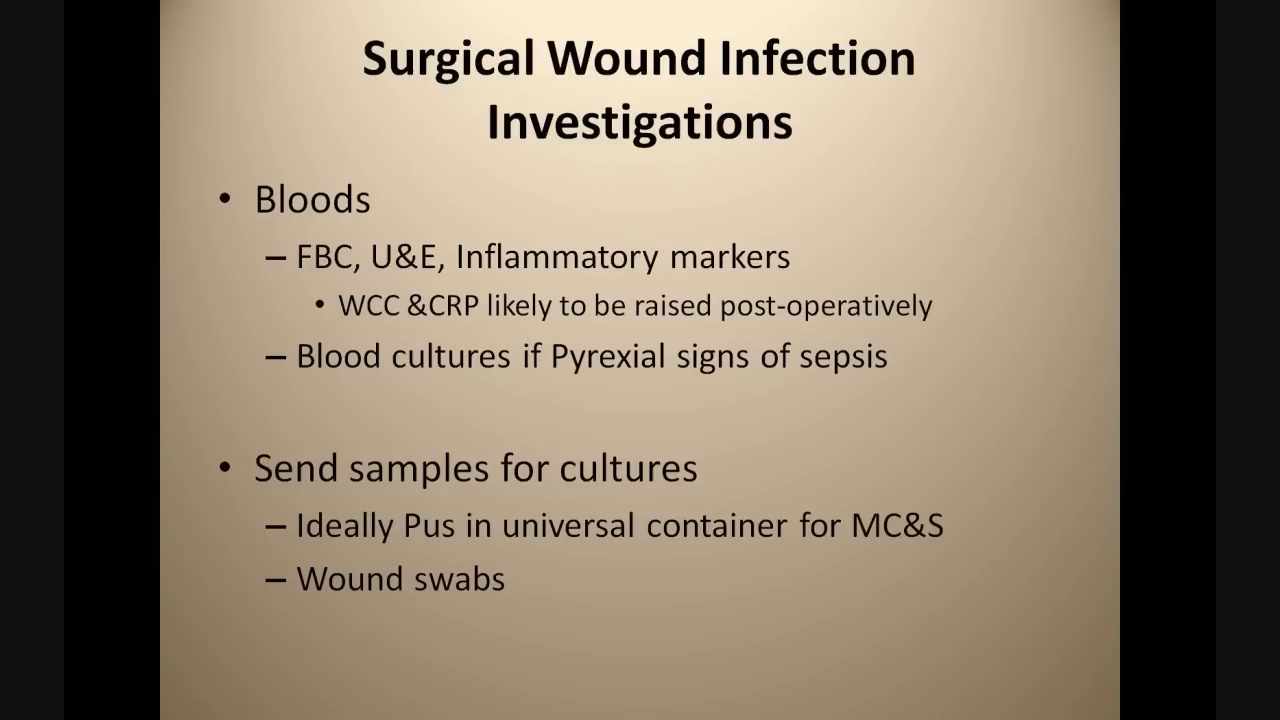 Surgical Wound Infection
Investigations
• Bloods
– FBC, U&E, Inflammatory markers
• WCC &CRP likely to be raised post-operatively
– Blood cultures if Pyrexial signs of sepsis
• Send samples for cultures
– Ideally Pus in universal container for MC&S
– Wound swabs